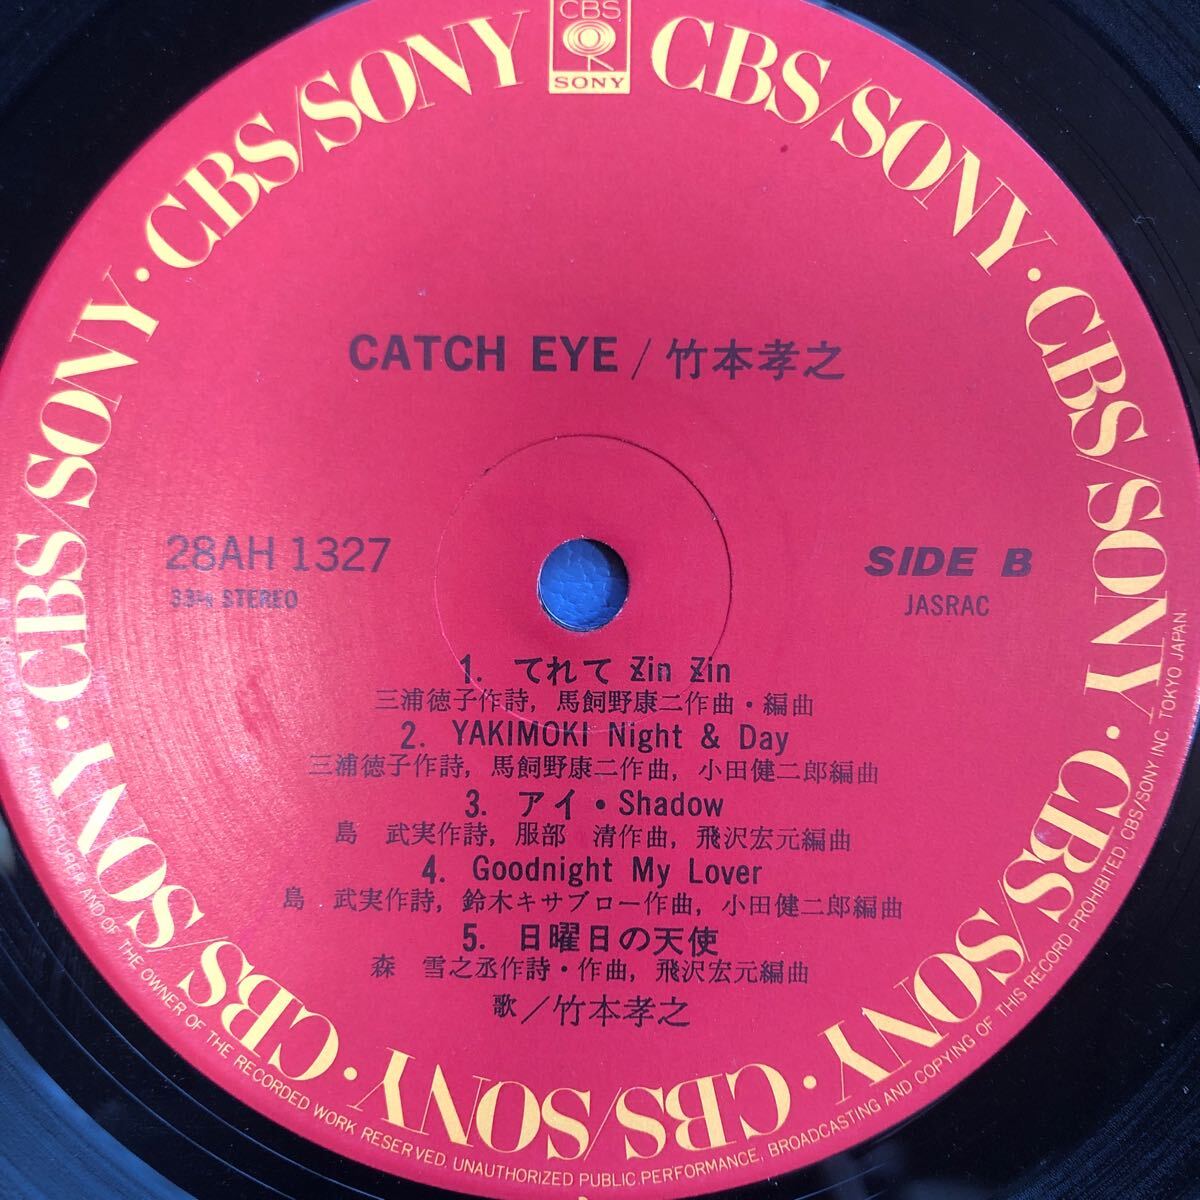 CBS
SONY
CBS/SONY · CBS/SONY · CBS/SONY · CBS/SONY · CBS/SONY · CBS/SONY · CBS/SONY · CBS/SONY ·
CATCH EYE / 竹本孝之
28AH 1327
33⅓ STEREO
SIDE B
JASRAC
1. てれて Zin Zin
三浦徳子作詩, 馬飼野康二作曲・編曲
2. YAKIMOKI Night & Day
三浦徳子作詩, 馬飼野康二作曲, 小田健二郎編曲
3. アイ・Shadow
島 武実作詩, 服部 清作曲, 飛沢宏元編曲
4. Goodnight My Lover
島 武実作詩, 鈴木キサブロー作曲, 小田健二郎編曲
5. 日曜日の天使
森 雪之丞作詩・作曲, 飛沢宏元編曲
歌／竹本孝之
OF THE MANUFACTURER AND OF THE OWNER OF THE RECORDED WORK RESERVED. UNAUTHORIZED PUBLIC PERFORMANCE, BROADCASTING AND COPYING OF THIS RECORD PROHIBITED. CBS/SONY INC. TOKYO JAPAN.